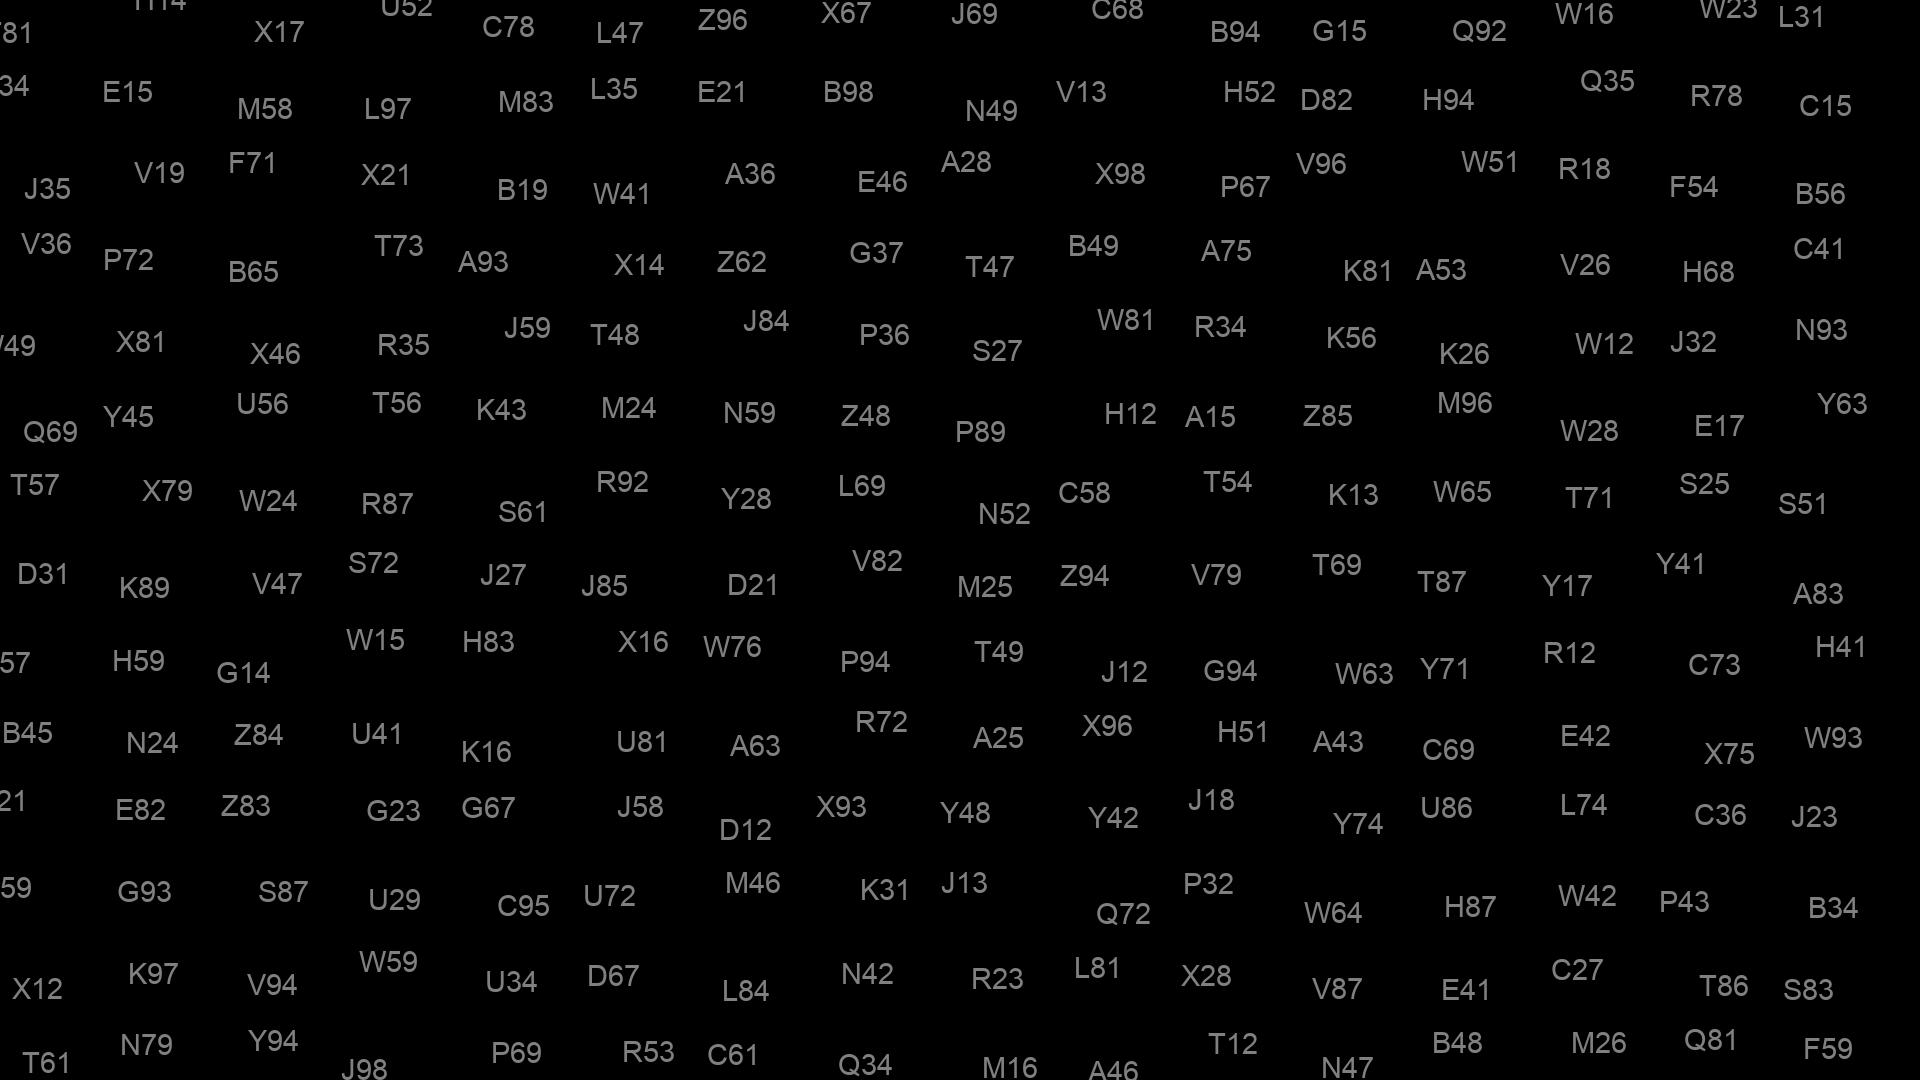 U52 C78 L47 Z96 X67 J69 C68 B94 G15 Q92 W16 W23 L31
X17
E15 M58 L97 M83 L35 E21 B98 N49 V13 H52 D82 H94 Q35 R78 C15
J35 V19 F71 X21 B19 W41 A36 E46 A28 X98 P67 V96 W51 R18 F54 B56
V36 P72 B65 T73 A93 X14 Z62 G37 T47 B49 A75 K81 A53 V26 H68 C41
X81 X46 R35 J59 T48 J84 P36 S27 W81 R34 K56 K26 W12 J32 N93
Q69 Y45 U56 T56 K43 M24 N59 Z48 P89 H12 A15 Z85 M96 W28 E17 Y63
T57 X79 W24 R87 S61 R92 Y28 L69 N52 C58 T54 K13 W65 T71 S25 S51
D31 K89 V47 S72 J27 J85 D21 V82 M25 Z94 V79 T69 T87 Y17 Y41 A83
57 H59 G14 W15 H83 X16 W76 P94 T49 J12 G94 W63 Y71 R12 C73 H41
B45 N24 Z84 U41 K16 U81 A63 R72 A25 X96 H51 A43 C69 E42 X75 W93
21 E82 Z83 G23 G67 J58 D12 X93 Y48 Y42 J18 Y74 U86 L74 C36 J23
59 G93 S87 U29 C95 U72 M46 K31 J13 Q72 P32 W64 H87 W42 P43 B34
X12 K97 V94 W59 U34 D67 L84 N42 R23 L81 X28 V87 E41 C27 T86 S83
T61 N79 Y94 J98 P69 R53 C61 Q34 M16 A46 T12 N47 B48 M26 Q81 F59